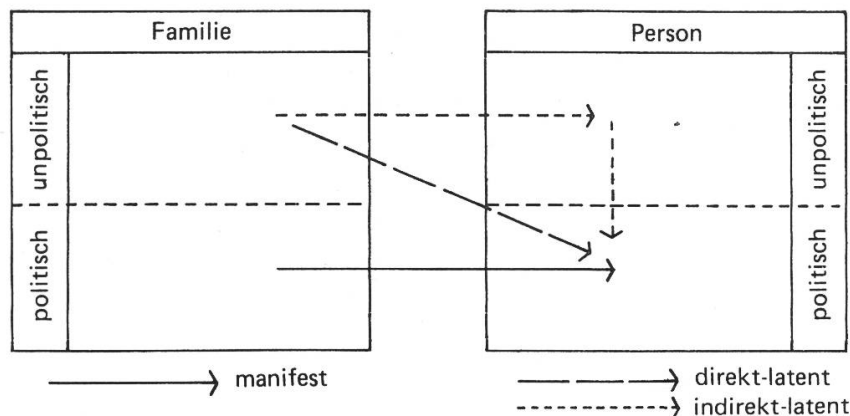 Familie
Person
unpolitisch
politisch
unpolitisch
politisch
manifest
direkt-latent
indirekt-latent